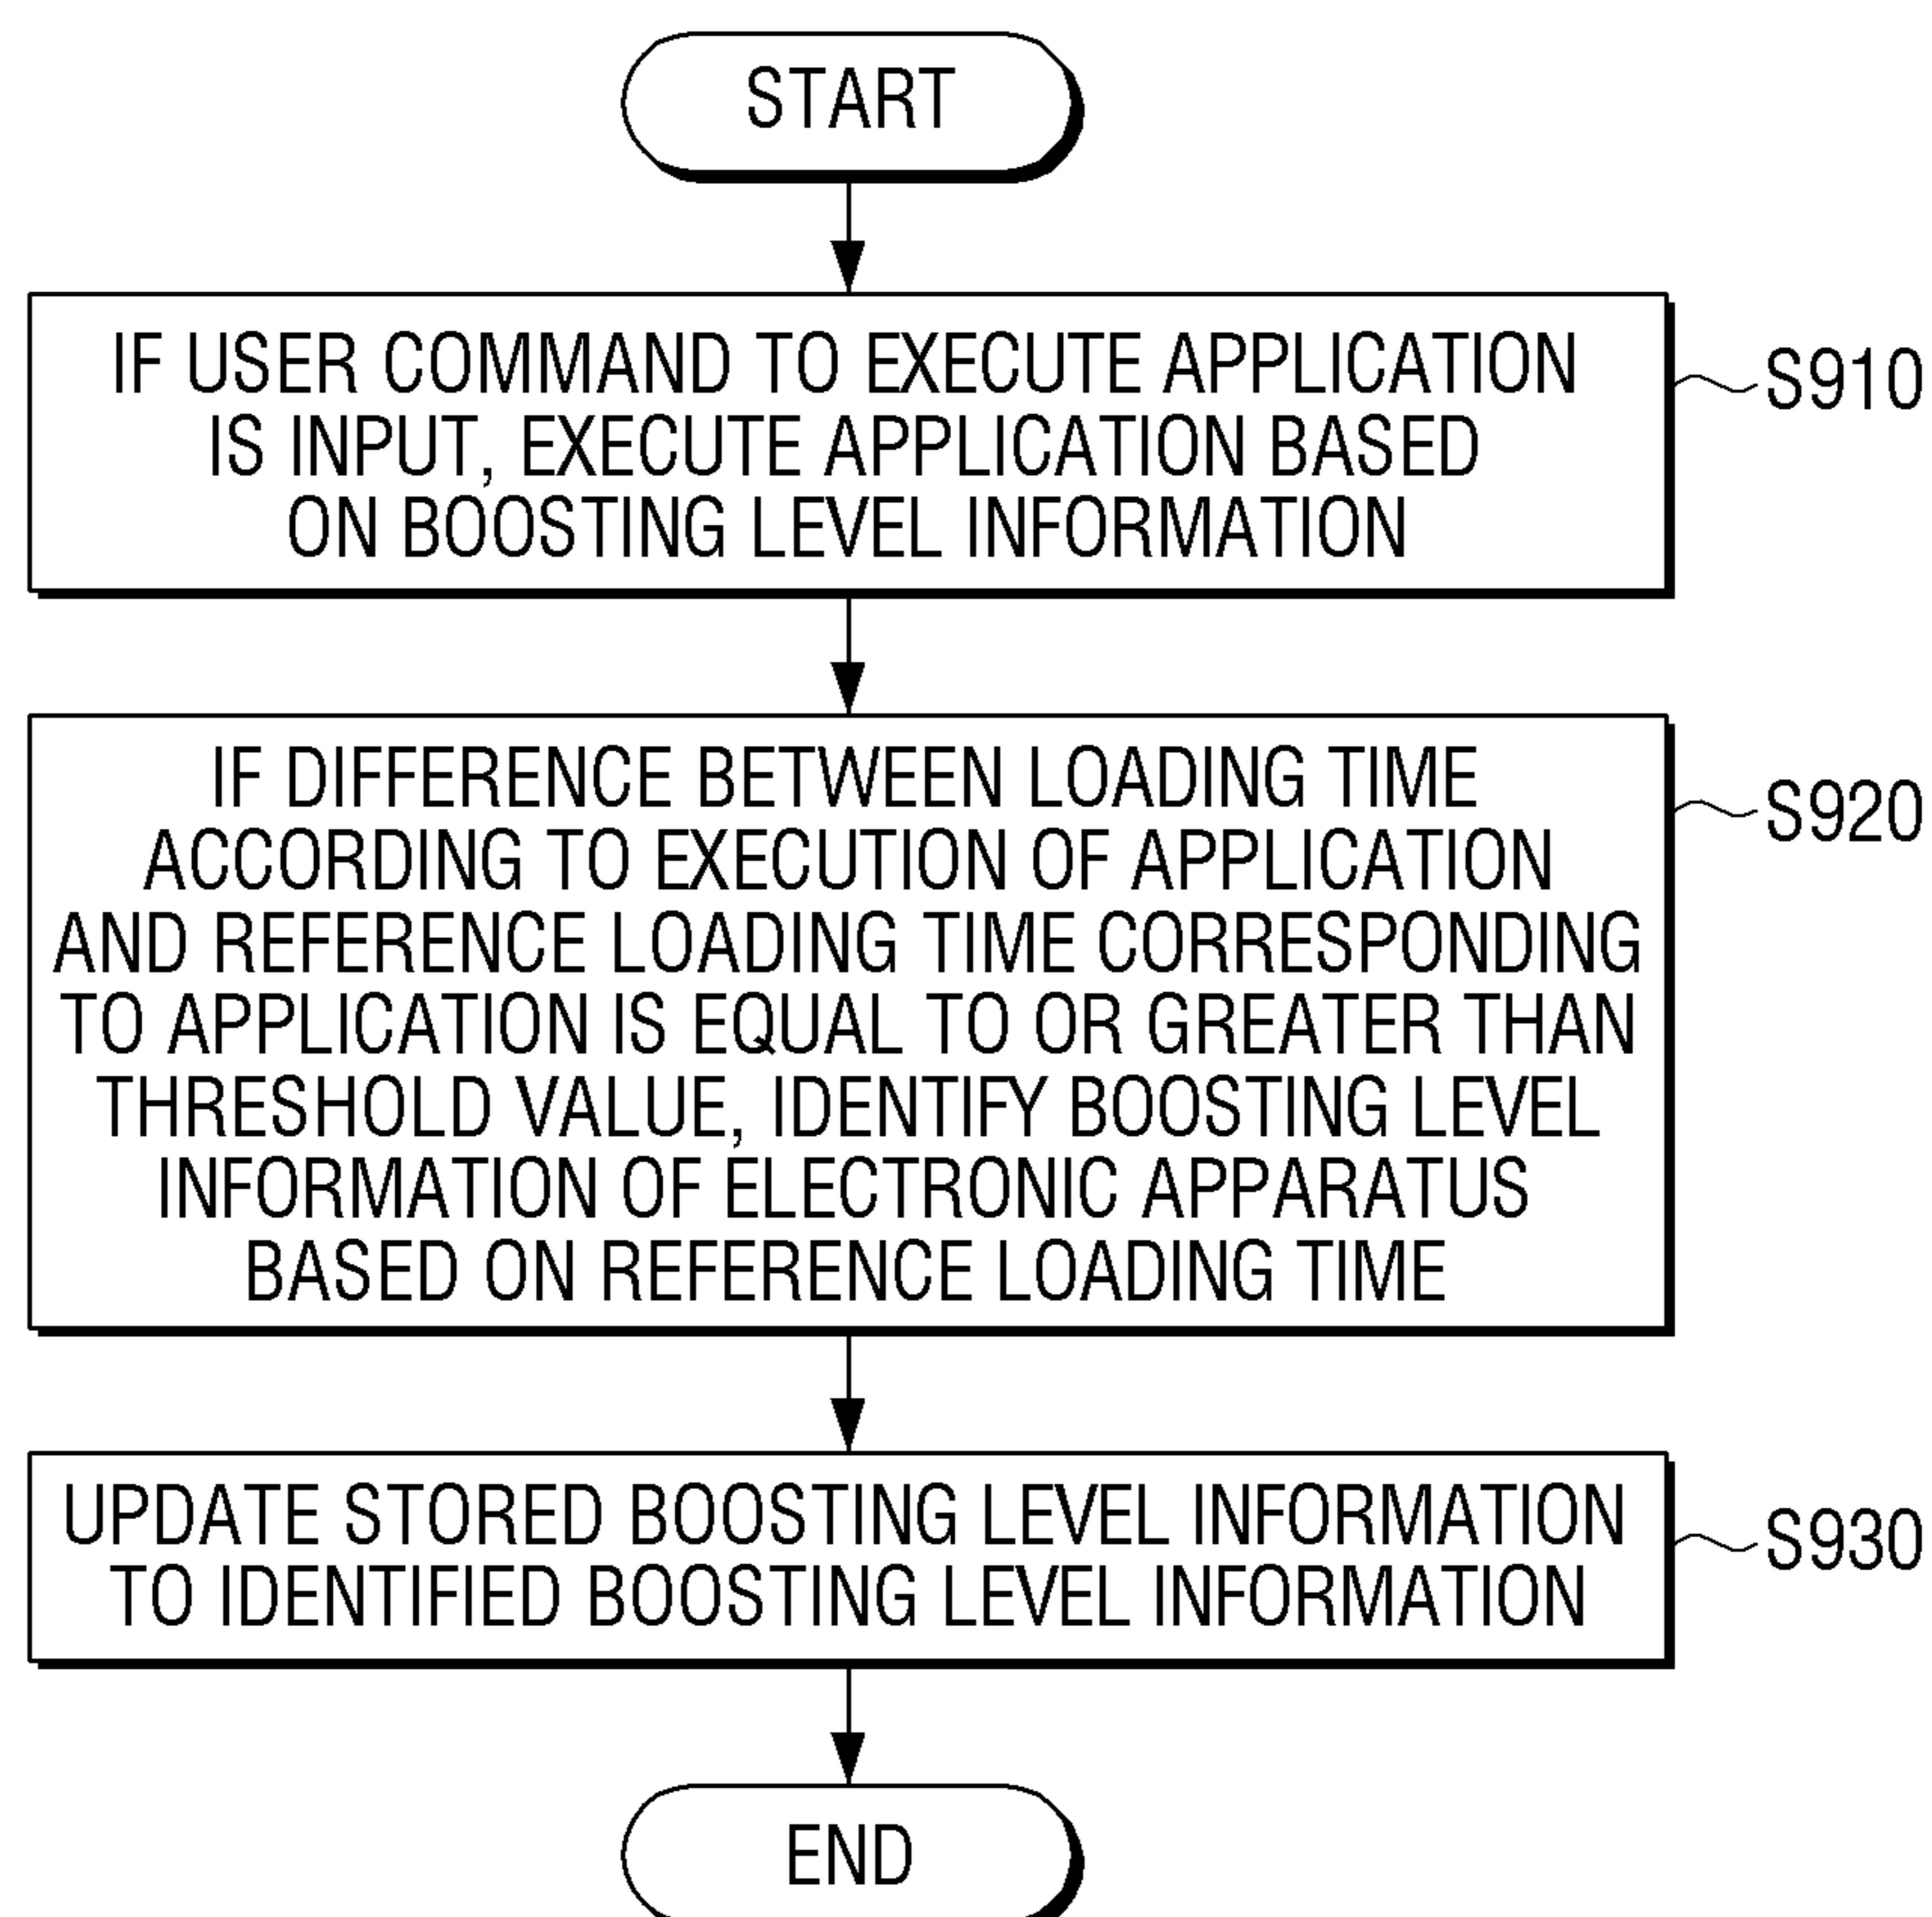 START
IF USER COMMAND TO EXECUTE APPLICATION
IS INPUT, EXECUTE APPLICATION BASED
ON BOOSTING LEVEL INFORMATION
S910
IF DIFFERENCE BETWEEN LOADING TIME
ACCORDING TO EXECUTION OF APPLICATION
AND REFERENCE LOADING TIME CORRESPONDING
TO APPLICATION IS EQUAL TO OR GREATER THAN
THRESHOLD VALUE, IDENTIFY BOOSTING LEVEL
INFORMATION OF ELECTRONIC APPARATUS
BASED ON REFERENCE LOADING TIME
S920
UPDATE STORED BOOSTING LEVEL INFORMATION
TO IDENTIFIED BOOSTING LEVEL INFORMATION
S930
END